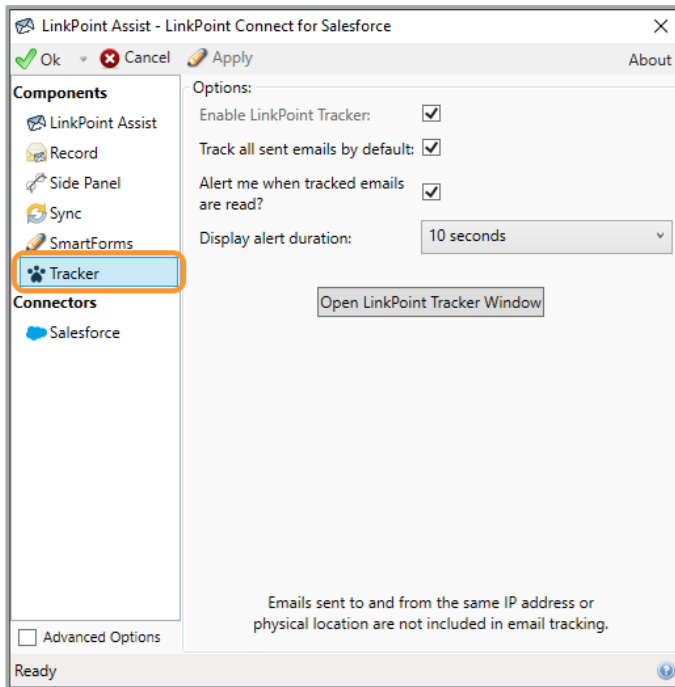 LinkPoint Assist - LinkPoint Connect for Salesforce
Ok Cancel Apply About
Components
LinkPoint Assist
Record
Side Panel
Sync
SmartForms
Tracker
Connectors
Salesforce
Advanced Options
Options:
Enable LinkPoint Tracker:
Track all sent emails by default:
Alert me when tracked emails
are read?
Display alert duration: 10 seconds
Open LinkPoint Tracker Window
Emails sent to and from the same IP address or
physical location are not included in email tracking.
Ready